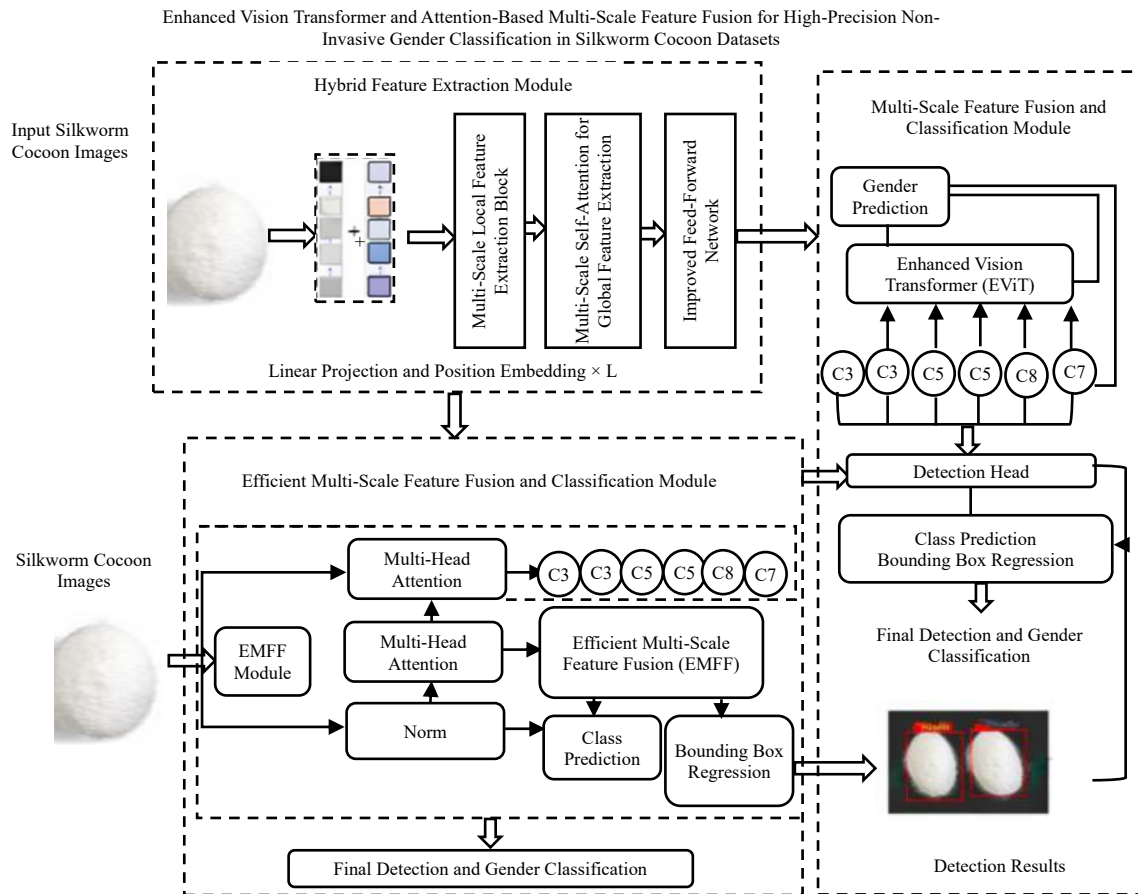 Enhanced Vision Transformer and Attention-Based Multi-Scale Feature Fusion for High-Precision Non-
Invasive Gender Classification in Silkworm Cocoon Datasets
Input Silkworm
Cocoon Images
Hybrid Feature Extraction Module
+
+
Multi-Scale Local Feature
Extraction Block
Multi-Scale Self-Attention for
Global Feature Extraction
Improved Feed-Forward
Network
Linear Projection and Position Embedding × L
Multi-Scale Feature Fusion and
Classification Module
Gender
Prediction
Enhanced Vision
Transformer (EViT)
C3 C3 C5 C5 C8 C7
Detection Head
Class Prediction
Bounding Box Regression
Final Detection and Gender
Classification
Detection Results
Efficient Multi-Scale Feature Fusion and Classification Module
Silkworm Cocoon
Images
EMFF
Module
Multi-Head
Attention
C3 C3 C5 C5 C8 C7
Multi-Head
Attention
Efficient Multi-Scale
Feature Fusion (EMFF)
Norm
Class
Prediction
Bounding Box
Regression
Final Detection and Gender Classification